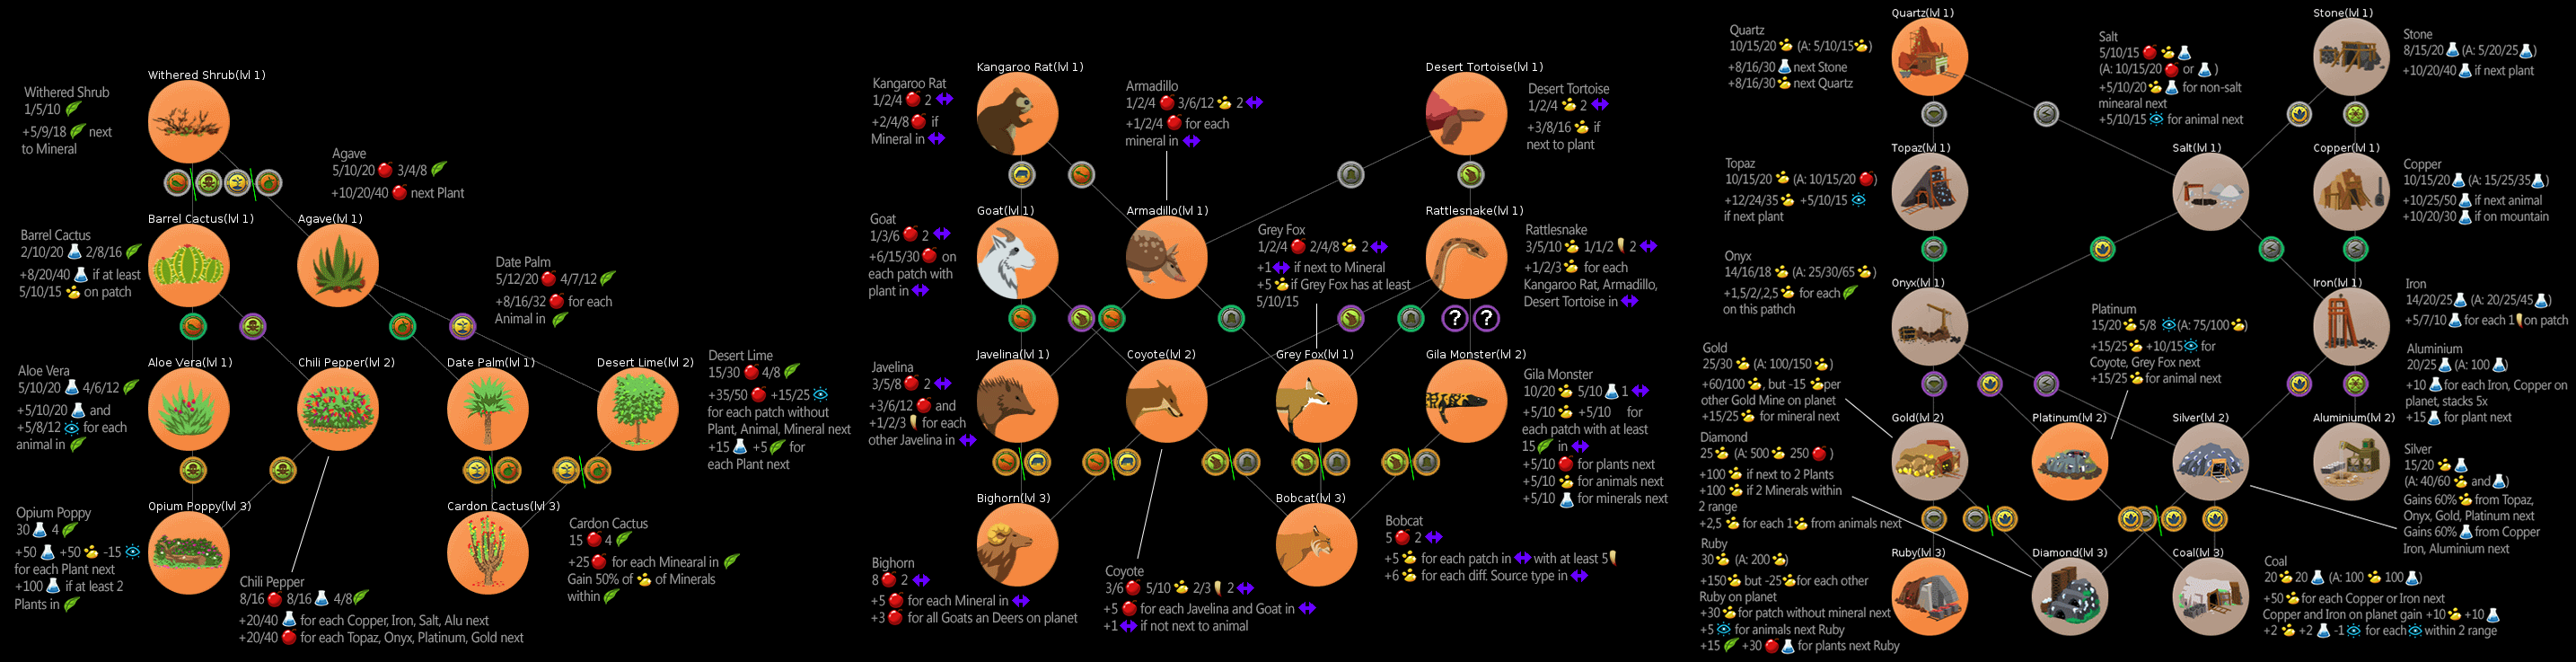 Withered Shrub(lvl 1)
Withered Shrub
1/5/10
+5/9/18 next
to Mineral
Agave
5/10/20 3/4/8
+10/20/40 next Plant
Barrel Cactus(lvl 1)
Agave(lvl 1)
Barrel Cactus
2/10/20 2/8/16
+8/20/40 if at least
5/10/15 on patch
Date Palm
5/12/20 4/7/12
+8/16/32 for each
Animal in
Aloe Vera(lvl 1)
Chili Pepper(lvl 2)
Date Palm(lvl 1)
Desert Lime(lvl 2)
Aloe Vera
5/10/20 4/6/12
+5/10/20 and
+5/8/12 for each
animal in
Desert Lime
15/30 4/8
+35/50 +15/25
for each patch without
Plant, Animal, Mineral next
+15 +5 for
each Plant next
Opium Poppy(lvl 3)
Cardon Cactus(lvl 3)
Opium Poppy
30 4
+50 +50 -15
for each Plant next
+100 if at least 2
Plants in
Cardon Cactus
15 4
+25 for each Minearal in
Gain 50% of of Minerals
within
Chili Pepper
8/16 8/16 4/8
+20/40 for each Copper, Iron, Salt, Alu next
+20/40 for each Topaz, Onyx, Platinum, Gold next
Kangaroo Rat(lvl 1)
Desert Tortoise(lvl 1)
Kangaroo Rat
1/2/4 2
+2/4/8 if
Mineral in
Armadillo
1/2/4 3/6/12 2
+1/2/4 for each
mineral in
Desert Tortoise
1/2/4 2
+3/8/16 if
next to plant
Goat(lvl 1)
Armadillo(lvl 1)
Rattlesnake(lvl 1)
Goat
1/3/6 2
+6/15/30 on
each patch with
plant in
Grey Fox
1/2/4 2/4/8 2
+1 if next to Mineral
+5 if Grey Fox has at least
5/10/15
Rattlesnake
3/5/10 1/1/2 2
+1/2/3 for each
Kangaroo Rat, Armadillo,
Desert Tortoise in
? ?
Javelina(lvl 1)
Coyote(lvl 2)
Grey Fox(lvl 1)
Gila Monster(lvl 2)
Javelina
3/5/8 2
+3/6/12 and
+1/2/3 for each
other Javelina in
Gila Monster
10/20 5/10 1
+5/10 +5/10 for
each patch with at least
15 in
+5/10 for plants next
+5/10 for animals next
+5/10 for minerals next
Bighorn(lvl 3)
Bobcat(lvl 3)
Bighorn
8 2
+5 for each Mineral in
+3 for all Goats an Deers on planet
Coyote
3/6 5/10 2/3 2
+5 for each Javelina and Goat in
+1 if not next to animal
Bobcat
5 2
+5 for each patch in with at least 5
+6 for each diff. Source type in
Quartz(lvl 1)
Stone(lvl 1)
Quartz
10/15/20 (A: 5/10/15)
+8/16/30 next Stone
+8/16/30 next Quartz
Salt
5/10/15
(A: 10/15/20 or )
+5/10/20 for non-salt
minearal next
+5/10/15 for animal next
Stone
8/15/20 (A: 5/20/25)
+10/20/40 if next plant
Topaz(lvl 1)
Salt(lvl 1)
Copper(lvl 1)
Topaz
10/15/20 (A: 10/15/20 )
+12/24/35 +5/10/15
if next plant
Copper
10/15/20 (A: 15/25/35)
+10/25/50 if next animal
+10/20/30 if on mountain
Onyx
14/16/18 (A: 25/30/65)
+1,5/2/,2,5 for each
on this pathch
Onyx(lvl 1)
Iron(lvl 1)
Platinum
15/20 5/8 (A: 75/100)
+15/25 +10/15 for
Coyote, Grey Fox next
+15/25 for animal next
Iron
14/20/25 (A: 20/25/45)
+5/7/10 for each 1 on patch
Gold
25/30 (A: 100/150 )
+60/100 , but -15 per
other Gold Mine on planet
+15/25 for mineral next
Aluminium
20/25 (A: 100 )
+10 for each Iron, Copper on
planet, stacks 5x
+15 for plant next
Gold(lvl 2)
Platinum(lvl 2)
Silver(lvl 2)
Aluminium(lvl 2)
Diamond
25 (A: 500 250 )
+100 if next to 2 Plants
+100 if 2 Minerals within
2 range
+2,5 for each 1 from animals next
Silver
15/20
(A: 40/60 and )
Gains 60% from Topaz,
Onyx, Gold, Platinum next
Gains 60% from Copper
Iron, Aluminium next
Ruby(lvl 3)
Diamond(lvl 3)
Coal(lvl 3)
Ruby
30 (A: 200 )
+150 but -25 for each other
Ruby on planet
+30 for patch without mineral next
+5 for animals next Ruby
+15 +30 for plants next Ruby
Coal
20 20 (A: 100 100 )
+50 for each Copper or Iron next
Copper and Iron on planet gain +10 +10
+2 +2 -1 for each within 2 range